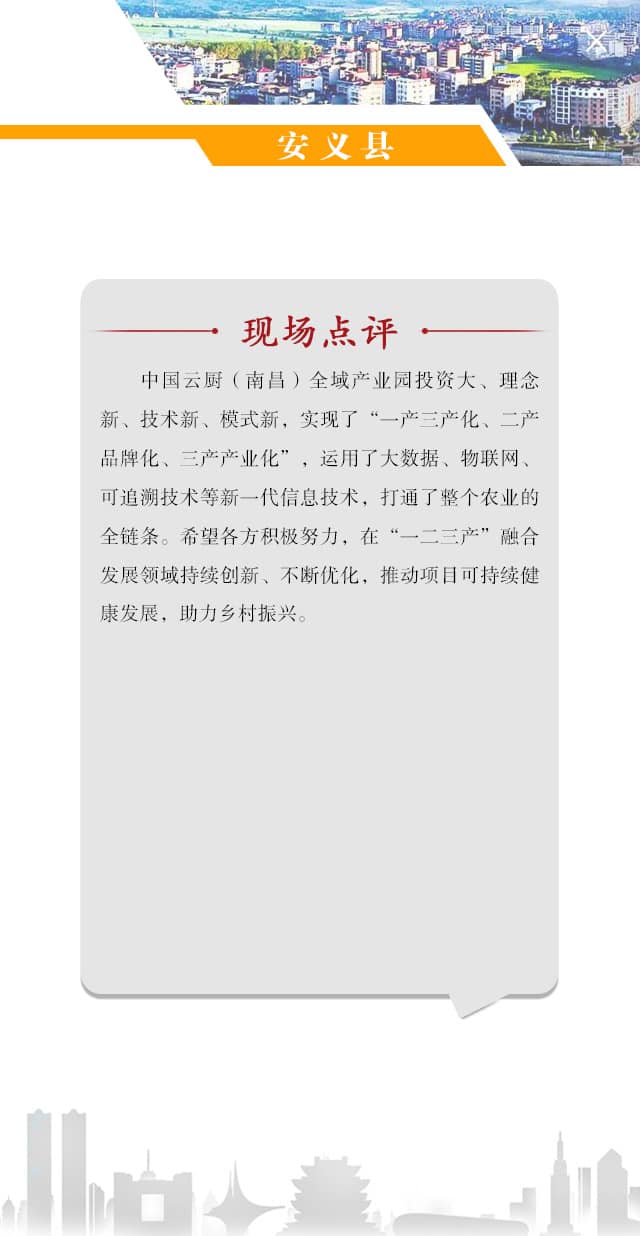 安义县
现场点评
中国云厨（南昌）全域产业园投资大、理念
新、技术新、模式新，实现了“一产三产化、二产
品牌化、三产产业化”，运用了大数据、物联网、
可追溯技术等新一代信息技术，打通了整个农业的
全链条。希望各方积极努力，在“一二三产”融合
发展领域持续创新、不断优化，推动项目可持续健
康发展，助力乡村振兴。